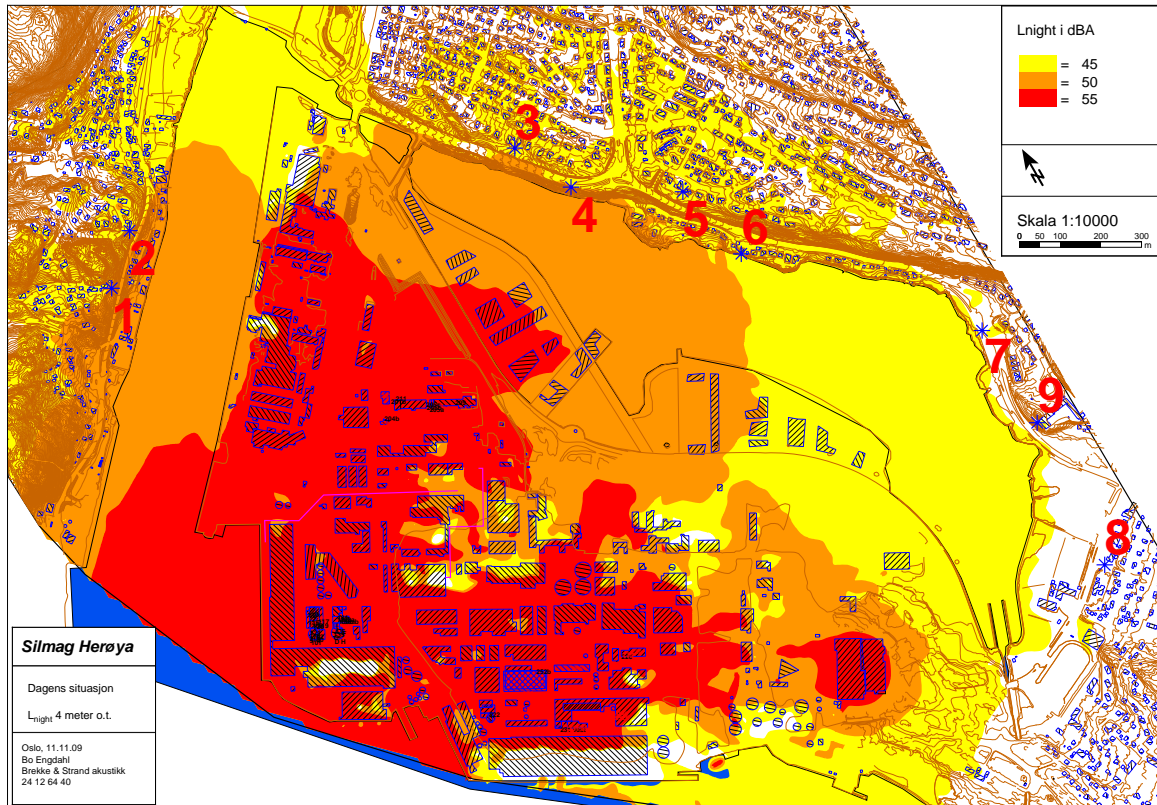 Lnight i dBA
= 45
= 50
= 55
N
Skala 1:10000
0 50 100 200 300
m
3
4
5
6
2
1
7
9
8
Silmag Herøya
Dagens situasjon
Lnight 4 meter o.t.
Oslo, 11.11.09
Bo Engdahl
Brekke & Strand akustikk
24 12 64 40